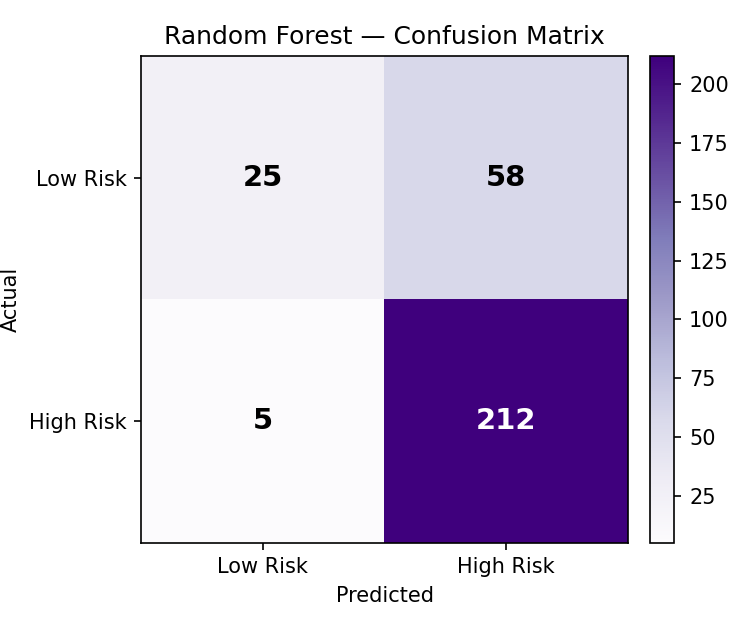 Random Forest — Confusion Matrix
Actual
Low Risk
25
58
High Risk
5
212
Low Risk
High Risk
Predicted
200
175
150
125
100
75
50
25